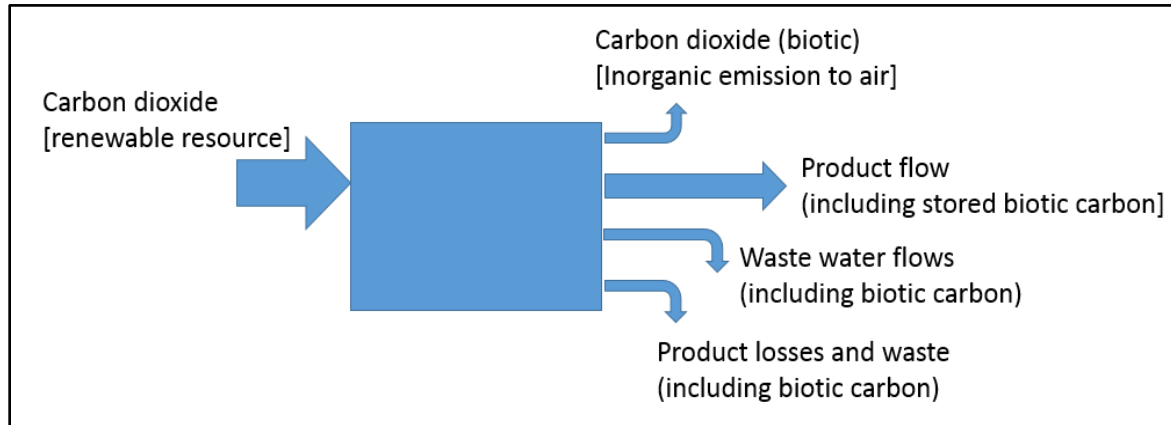 Carbon dioxide
[renewable resource]
Carbon dioxide (biotic)
[Inorganic emission to air]
Product flow
(including stored biotic carbon]
Waste water flows
(including biotic carbon)
Product losses and waste
(including biotic carbon)